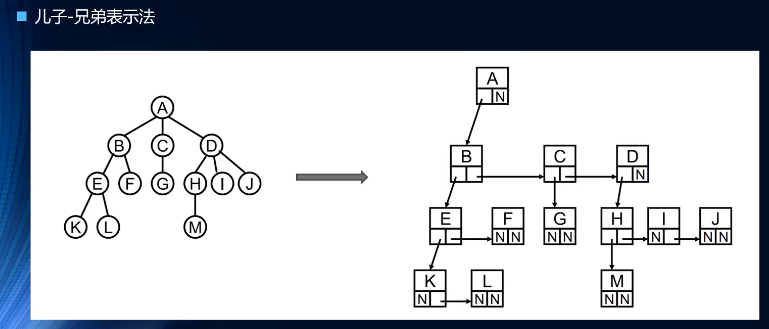 儿子-兄弟表示法
A
A
N
B C D
B C D
N
E F G H I J
E F G H I J
N N N N N N N
K L M
K L M
N N N N N